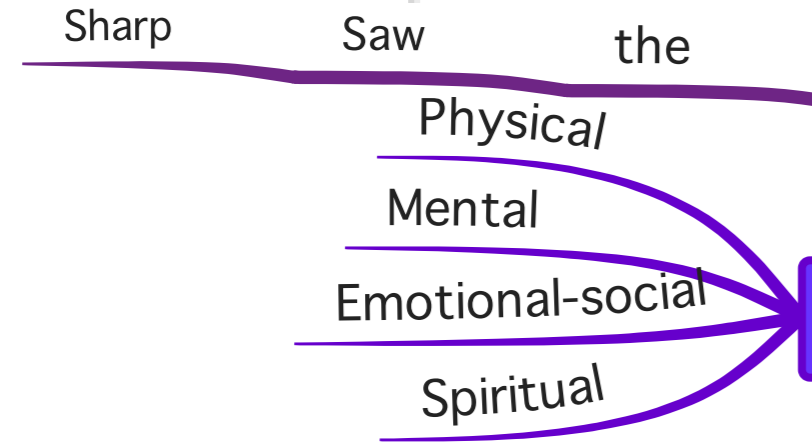 Sharp Saw the
Physical
Mental
Emotional-social
Spiritual